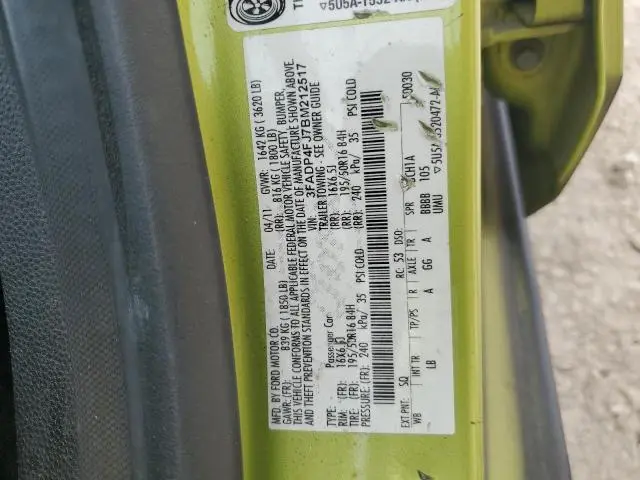 5U5A-1532
MFD. BY FORD MOTOR CO.
DATE: 04/11 GVWR: 1642 KG ( 3620 LB)
GAWR: (FR): 839 KG ( 1850 LB) (RR): 816 KG ( 1800 LB)
THIS VEHICLE CONFORMS TO ALL APPLICABLE FEDERAL MOTOR VEHICLE SAFETY, BUMPER,
AND THEFT PREVENTION STANDARDS IN EFFECT ON THE DATE OF MANUFACTURE SHOWN ABOVE.
VIN: 3FADP4FJ7BM212517
TYPE: Passenger Car TRAILER TOWING - SEE OWNER GUIDE
RIM: (FR): 16X6.5J (RR): 16X6.5J
TIRE: (FR): 195/50R16 84H (RR): 195/50R16 84H
PRESSURE:(FR): 240 kPa/ 35 PSI COLD (RR): 240 kPa/ 35 PSI COLD
EXT PNT: SQ RC: 53 DSO: 50030
WB INT TR TP/PS R AXLE TR SPR
LB A GG A BBBB 105
UMU